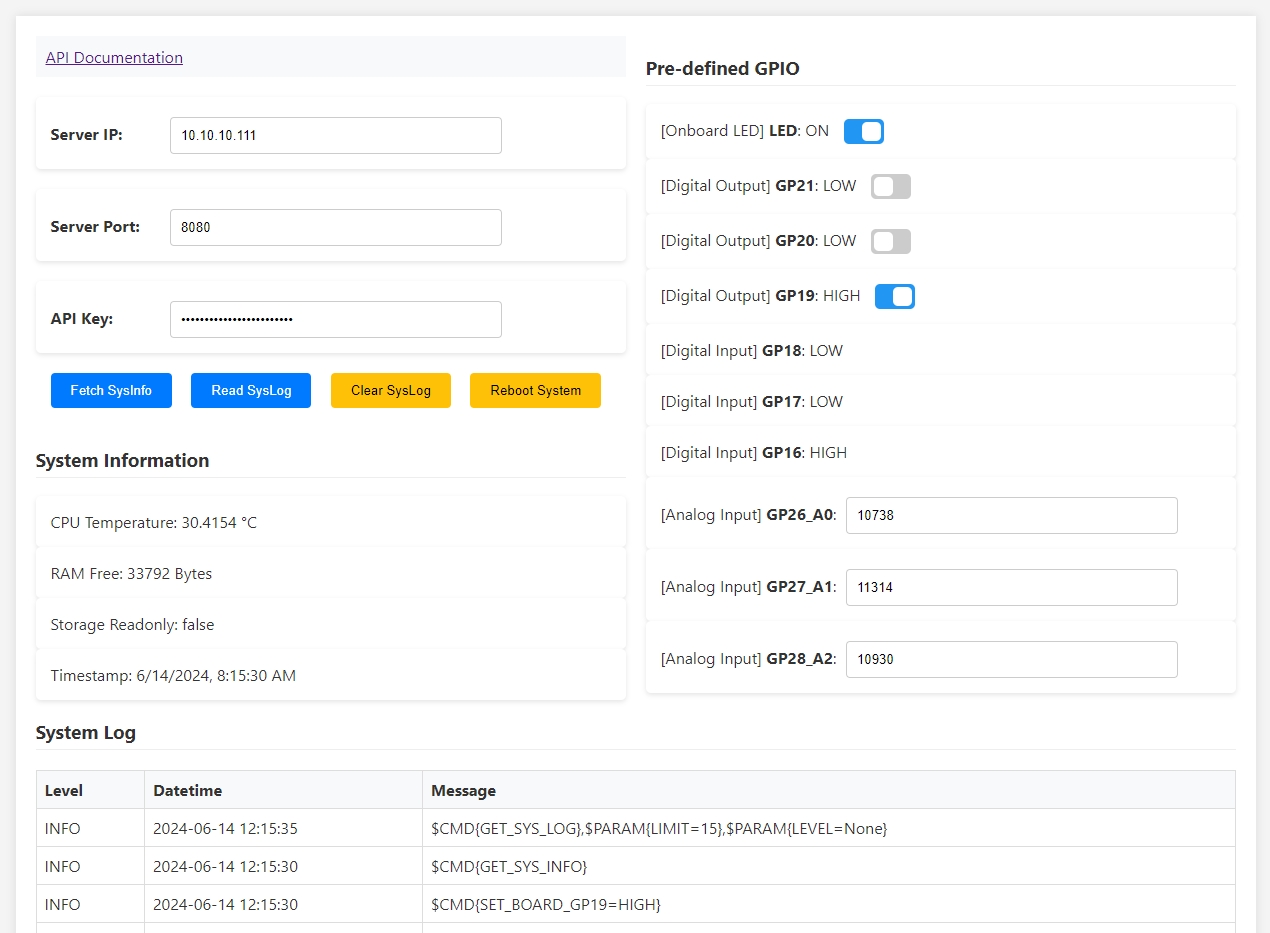 API Documentation
Server IP: 10.10.10.111
Server Port: 8080
API Key: ••••••••••••••••••••••••
Fetch SysInfo Read SysLog Clear SysLog Reboot System
System Information
CPU Temperature: 30.4154 °C
RAM Free: 33792 Bytes
Storage Readonly: false
Timestamp: 6/14/2024, 8:15:30 AM
Pre-defined GPIO
[Onboard LED] LED: ON
[Digital Output] GP21: LOW
[Digital Output] GP20: LOW
[Digital Output] GP19: HIGH
[Digital Input] GP18: LOW
[Digital Input] GP17: LOW
[Digital Input] GP16: HIGH
[Analog Input] GP26_A0: 10738
[Analog Input] GP27_A1: 11314
[Analog Input] GP28_A2: 10930
System Log
Level Datetime Message
INFO 2024-06-14 12:15:35 $CMD{GET_SYS_LOG},$PARAM{LIMIT=15},$PARAM{LEVEL=None}
INFO 2024-06-14 12:15:30 $CMD{GET_SYS_INFO}
INFO 2024-06-14 12:15:30 $CMD{SET_BOARD_GP19=HIGH}